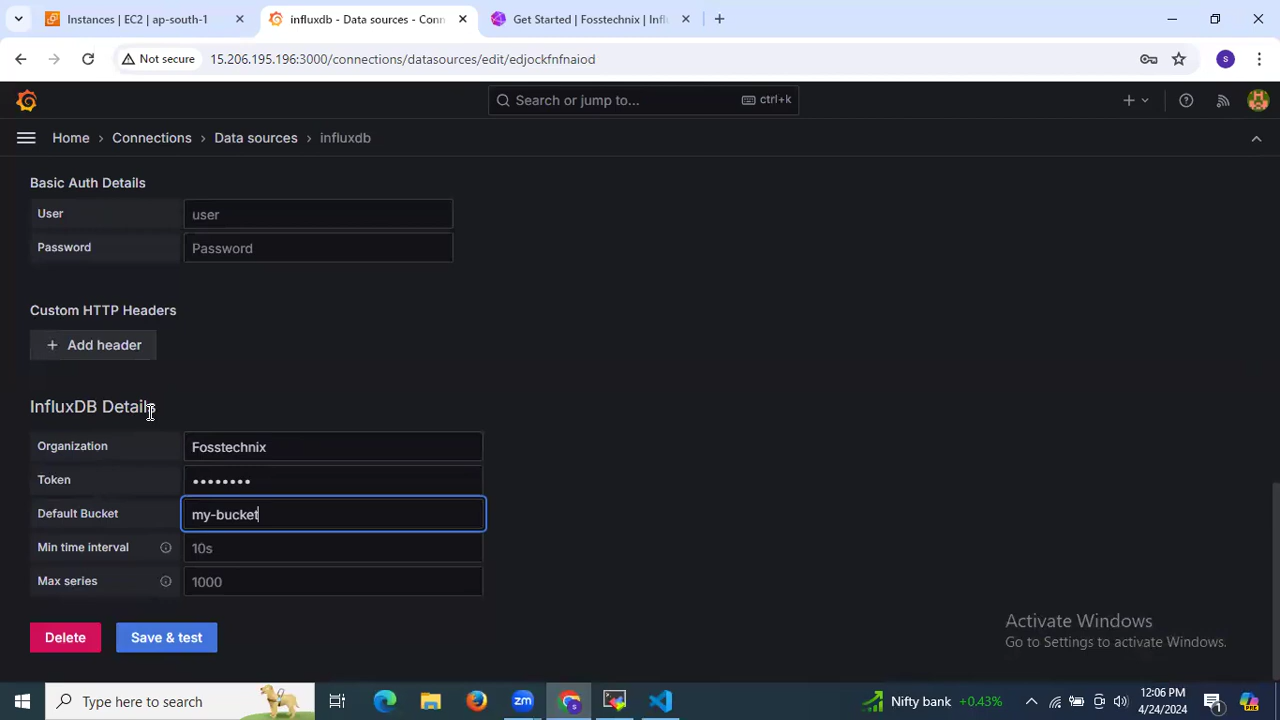 Instances | EC2 | ap-south-1
influxdb - Data sources - Conn
Get Started | Fosstechnix | Infl
Not secure
15.206.195.196:3000/connections/datasources/edit/edjockfnfnaiod
s
Search or jump to...
ctrl+k
Home > Connections > Data sources > influxdb
Basic Auth Details
User
user
Password
Password
Custom HTTP Headers
+ Add header
InfluxDB Details
Organization
Fosstechnix
Token
••••••••
Default Bucket
my-bucket
Min time interval
10s
Max series
1000
Delete
Save & test
Activate Windows
Go to Settings to activate Windows.
Type here to search
zm
Nifty bank +0.43%
12:06 PM
4/24/2024
1
PRE